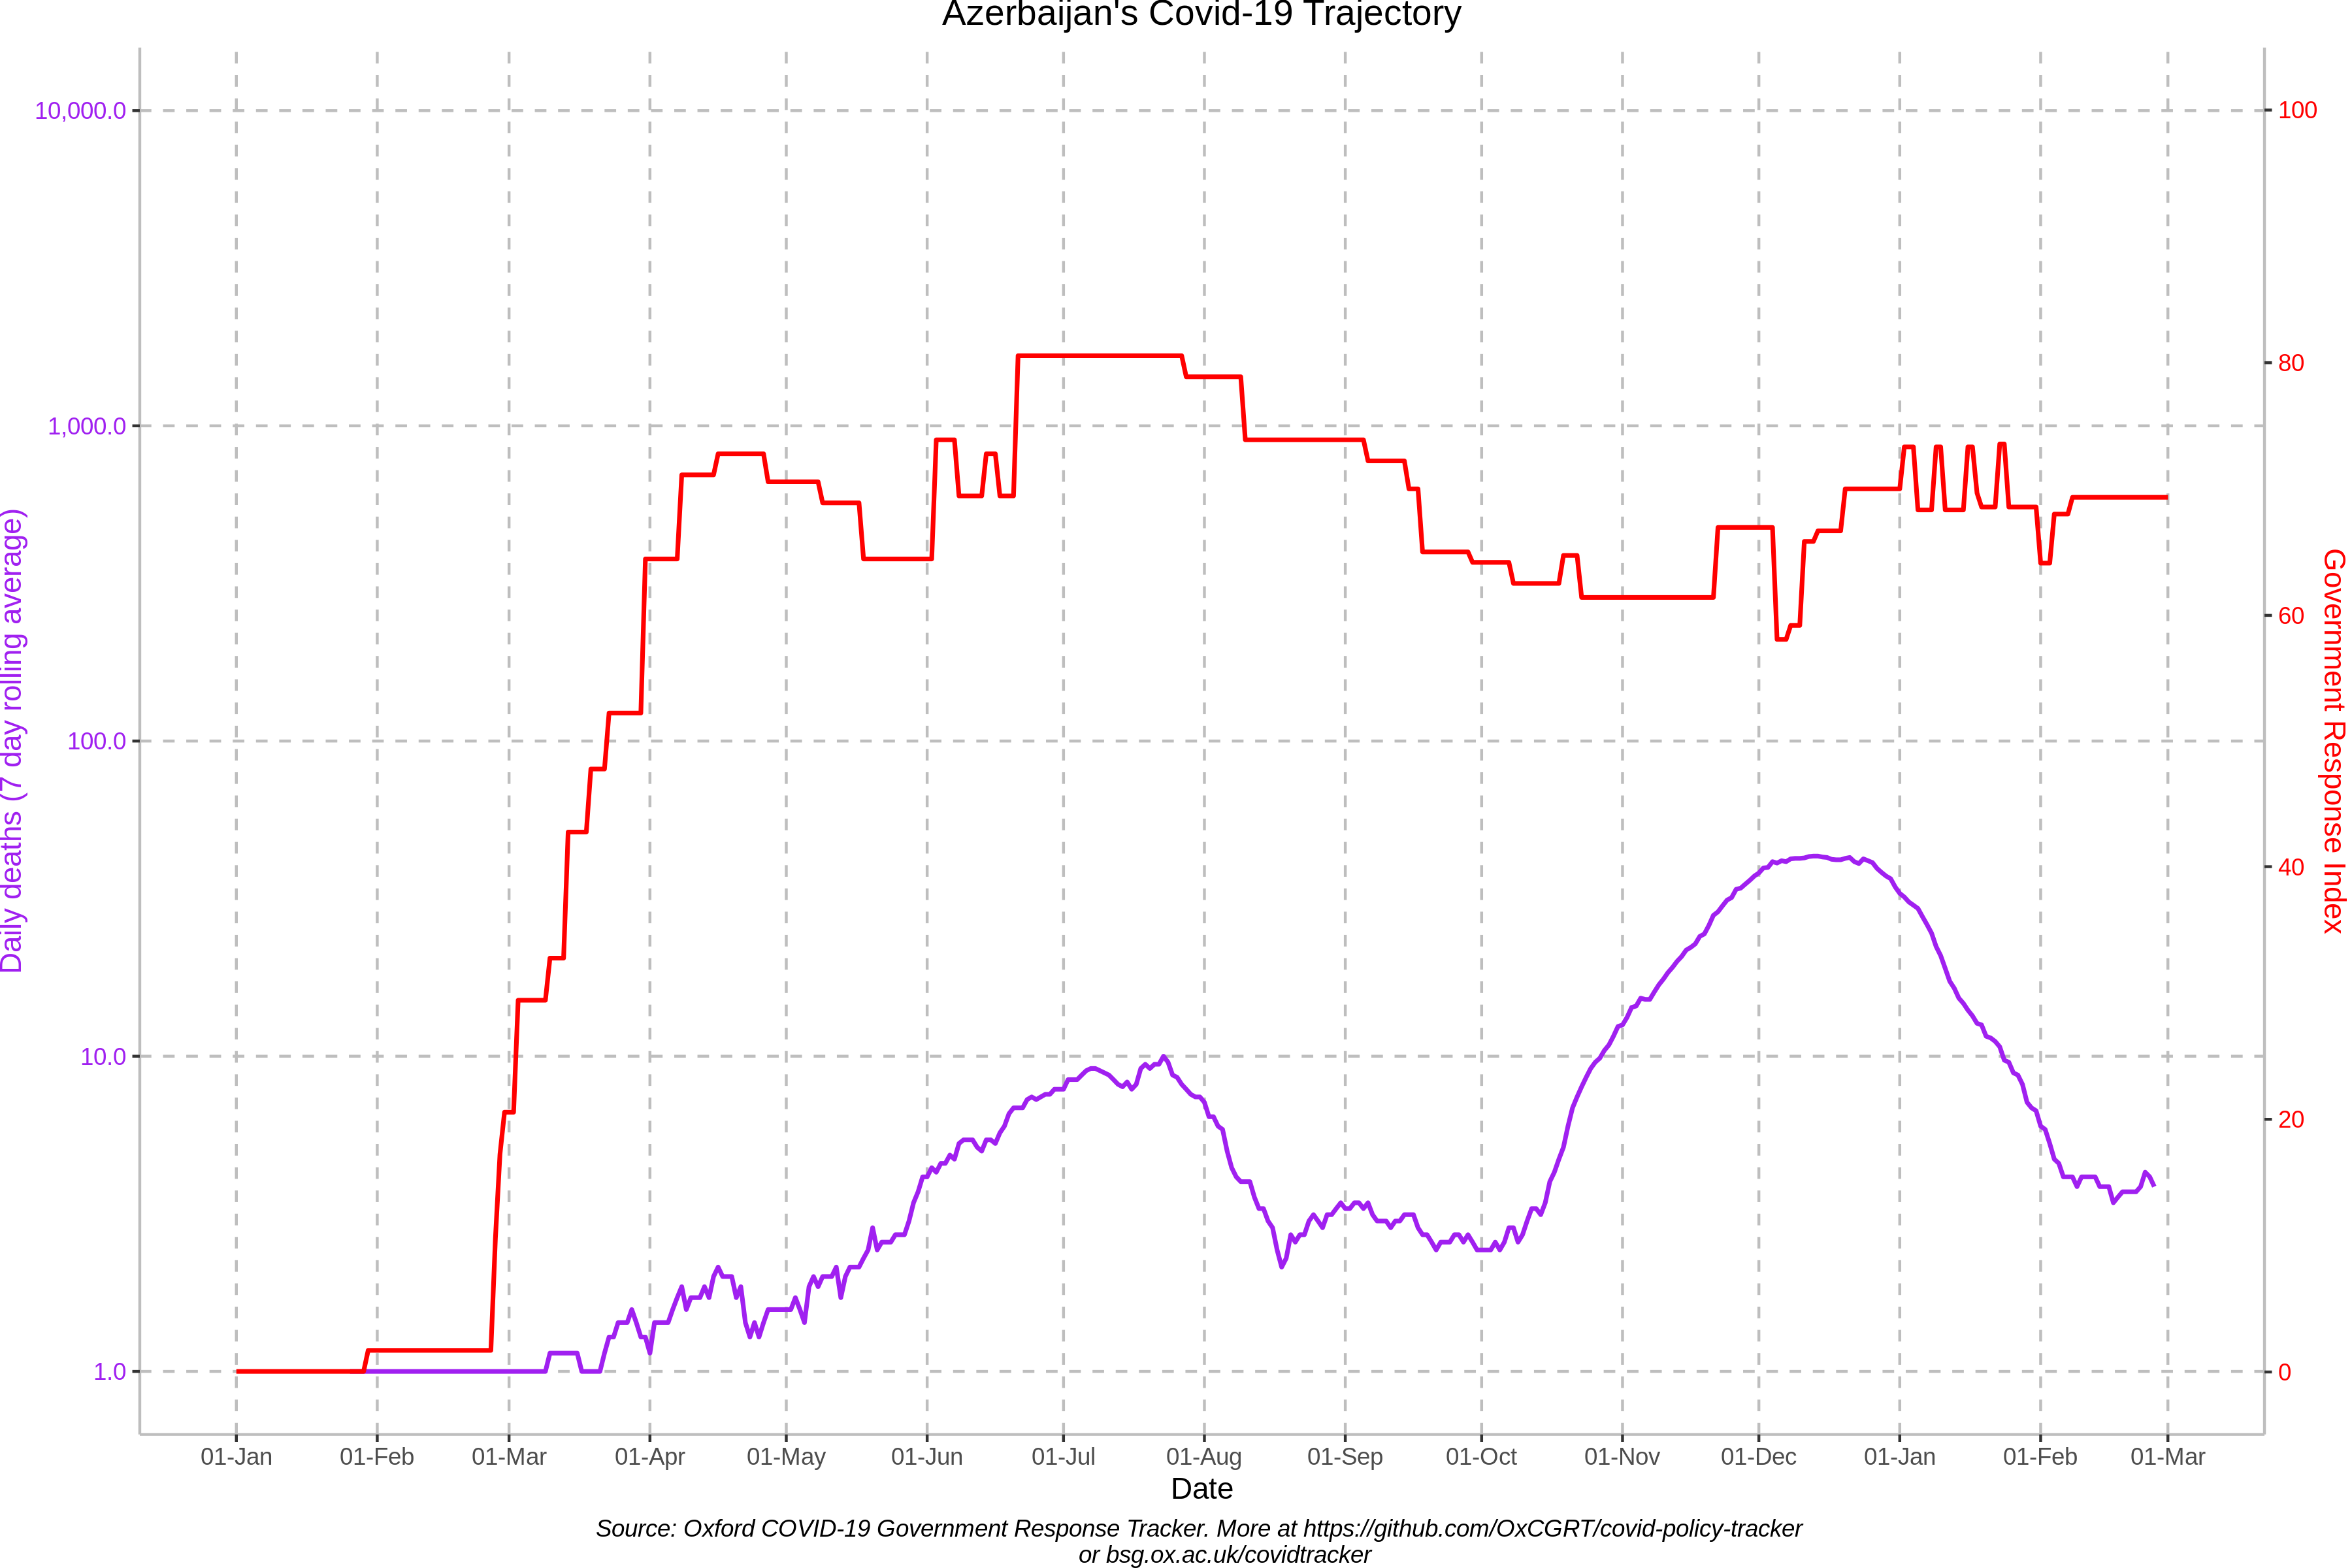 Azerbaijan's Covid-19 Trajectory
Daily deaths (7 day rolling average)
10,000.0
1,000.0
100.0
10.0
1.0
100
80
60
40
20
0
Government Response Index
01-Jan 01-Feb 01-Mar 01-Apr 01-May 01-Jun 01-Jul 01-Aug 01-Sep 01-Oct 01-Nov 01-Dec 01-Jan 01-Feb 01-Mar
Date
Source: Oxford COVID-19 Government Response Tracker. More at https://github.com/OxCGRT/covid-policy-tracker
or bsg.ox.ac.uk/covidtracker